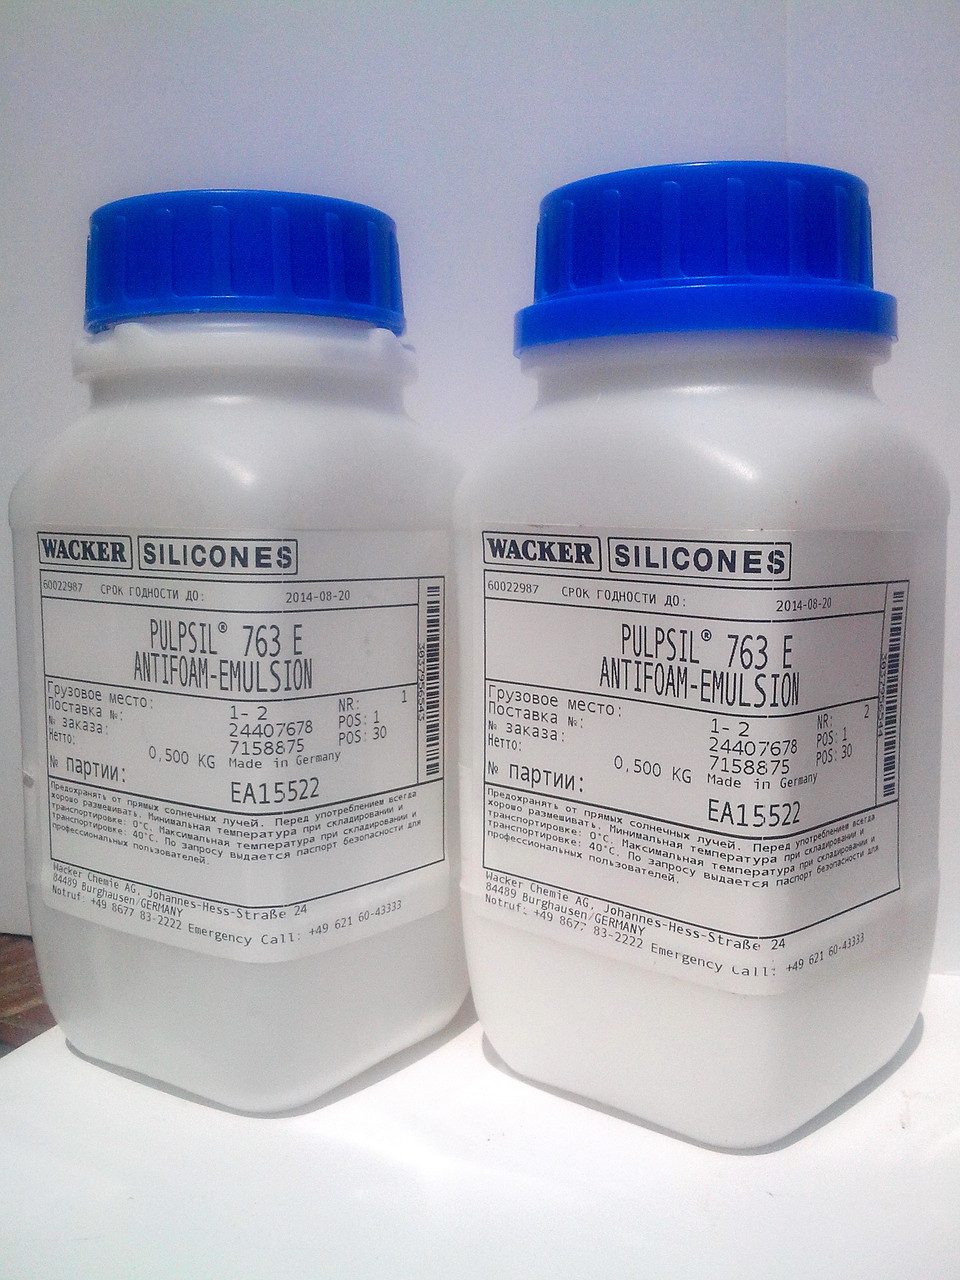 WACKER SILICONES
60022987 СРОК ГОДНОСТИ ДО: 2014-08-20
PULPSIL® 763 E
ANTIFOAM-EMULSION
Грузовое место: 1- 2 NR: 1
Поставка №: 24407678 POS: 1
№ заказа: 7158875 POS: 30
Нетто: 0,500 KG Made in Germany
№ партии: EA15522
Предохранять от прямых солнечных лучей. Перед употреблением всегда
хорошо размешивать. Минимальная температура при складировании и
транспортировке: 0°C. Максимальная температура при складировании и
транспортировке: 40°C. По запросу выдается паспорт безопасности для
профессиональных пользователей.
Wacker Chemie AG, Johannes-Hess-Straße 24
84489 Burghausen/GERMANY
Notruf: +49 8677 83-2222 Emergency Call: +49 621 60-43333
WACKER SILICONES
60022987 СРОК ГОДНОСТИ ДО: 2014-08-20
PULPSIL® 763 E
ANTIFOAM-EMULSION
Грузовое место: 1- 2 NR: 2
Поставка №: 24407678 POS: 1
№ заказа: 7158875 POS: 30
Нетто: 0,500 KG Made in Germany
№ партии: EA15522
Предохранять от прямых солнечных лучей. Перед употреблением всегда
хорошо размешивать. Минимальная температура при складировании и
транспортировке: 0°C. Максимальная температура при складировании и
транспортировке: 40°C. По запросу выдается паспорт безопасности для
профессиональных пользователей.
Wacker Chemie AG, Johannes-Hess-Straße 24
84489 Burghausen/GERMANY
Notruf: +49 8677 83-2222 Emergency Call: +49 621 60-43333